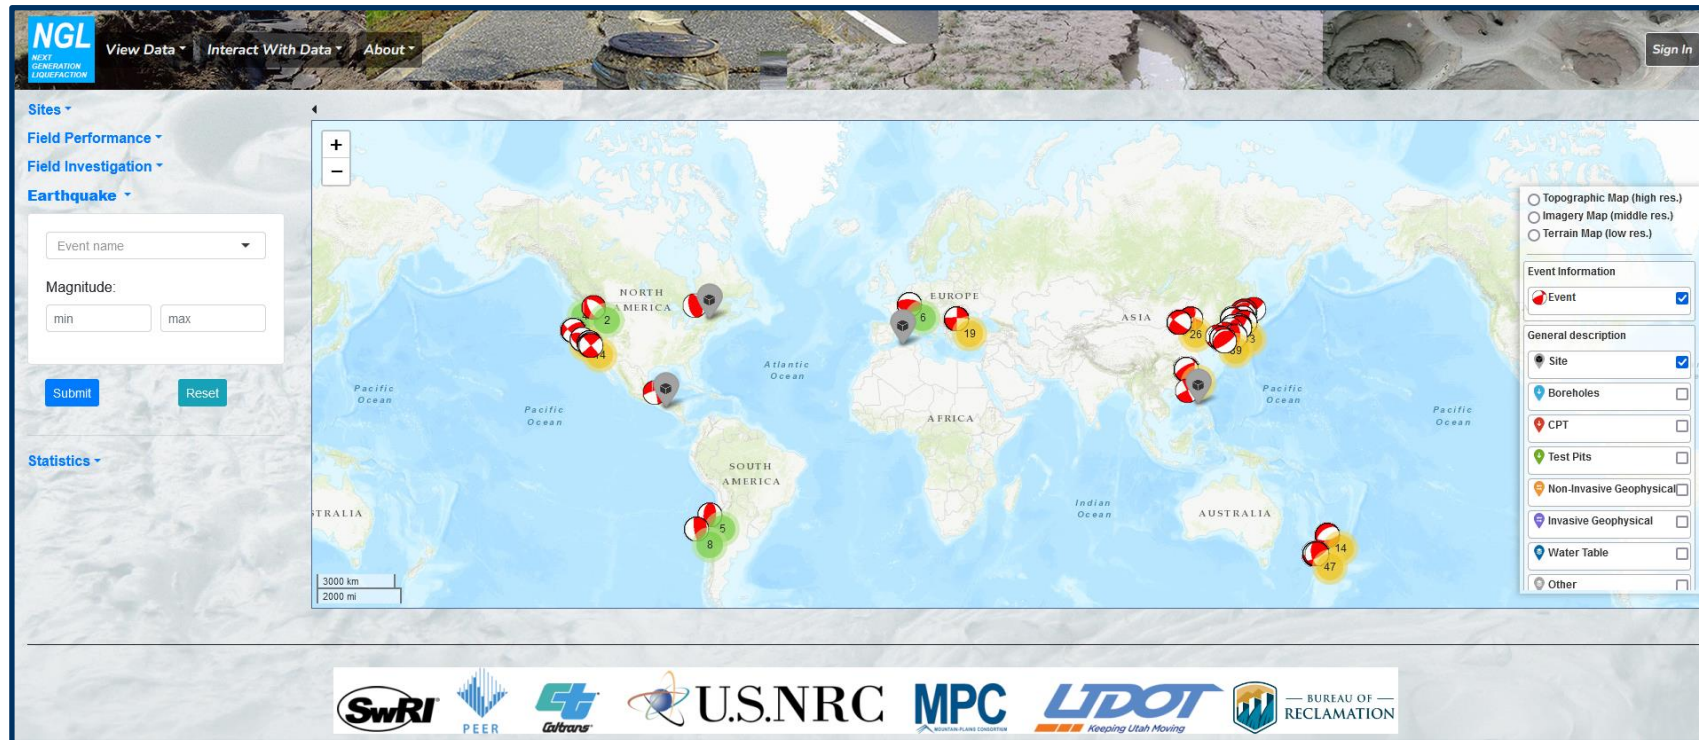 NGL
NEXT
GENERATION
LIQUEFACTION
View Data
Interact With Data
About
Sign In
Sites
Field Performance
Field Investigation
Earthquake
Event name
Magnitude:
min
max
Submit
Reset
Statistics
+
−
NORTH
AMERICA
EUROPE
ASIA
Atlantic
Ocean
Pacific
Ocean
Pacific
Ocean
Pacific
Ocean
Pacific
Ocean
AFRICA
SOUTH
AMERICA
Indian
Ocean
AUSTRALIA
TRALIA
2
6
19
26
5
8
14
47
3000 km
2000 mi
Topographic Map (high res.)
Imagery Map (middle res.)
Terrain Map (low res.)
Event Information
Event
General description
Site
Boreholes
CPT
Test Pits
Non-Invasive Geophysical
Invasive Geophysical
Water Table
Other
SwRI
PEER
Ct
Caltrans
U.S.NRC
MPC
MOUNTAIN-PLAINS CONSORTIUM
UDOT
Keeping Utah Moving
BUREAU OF
RECLAMATION